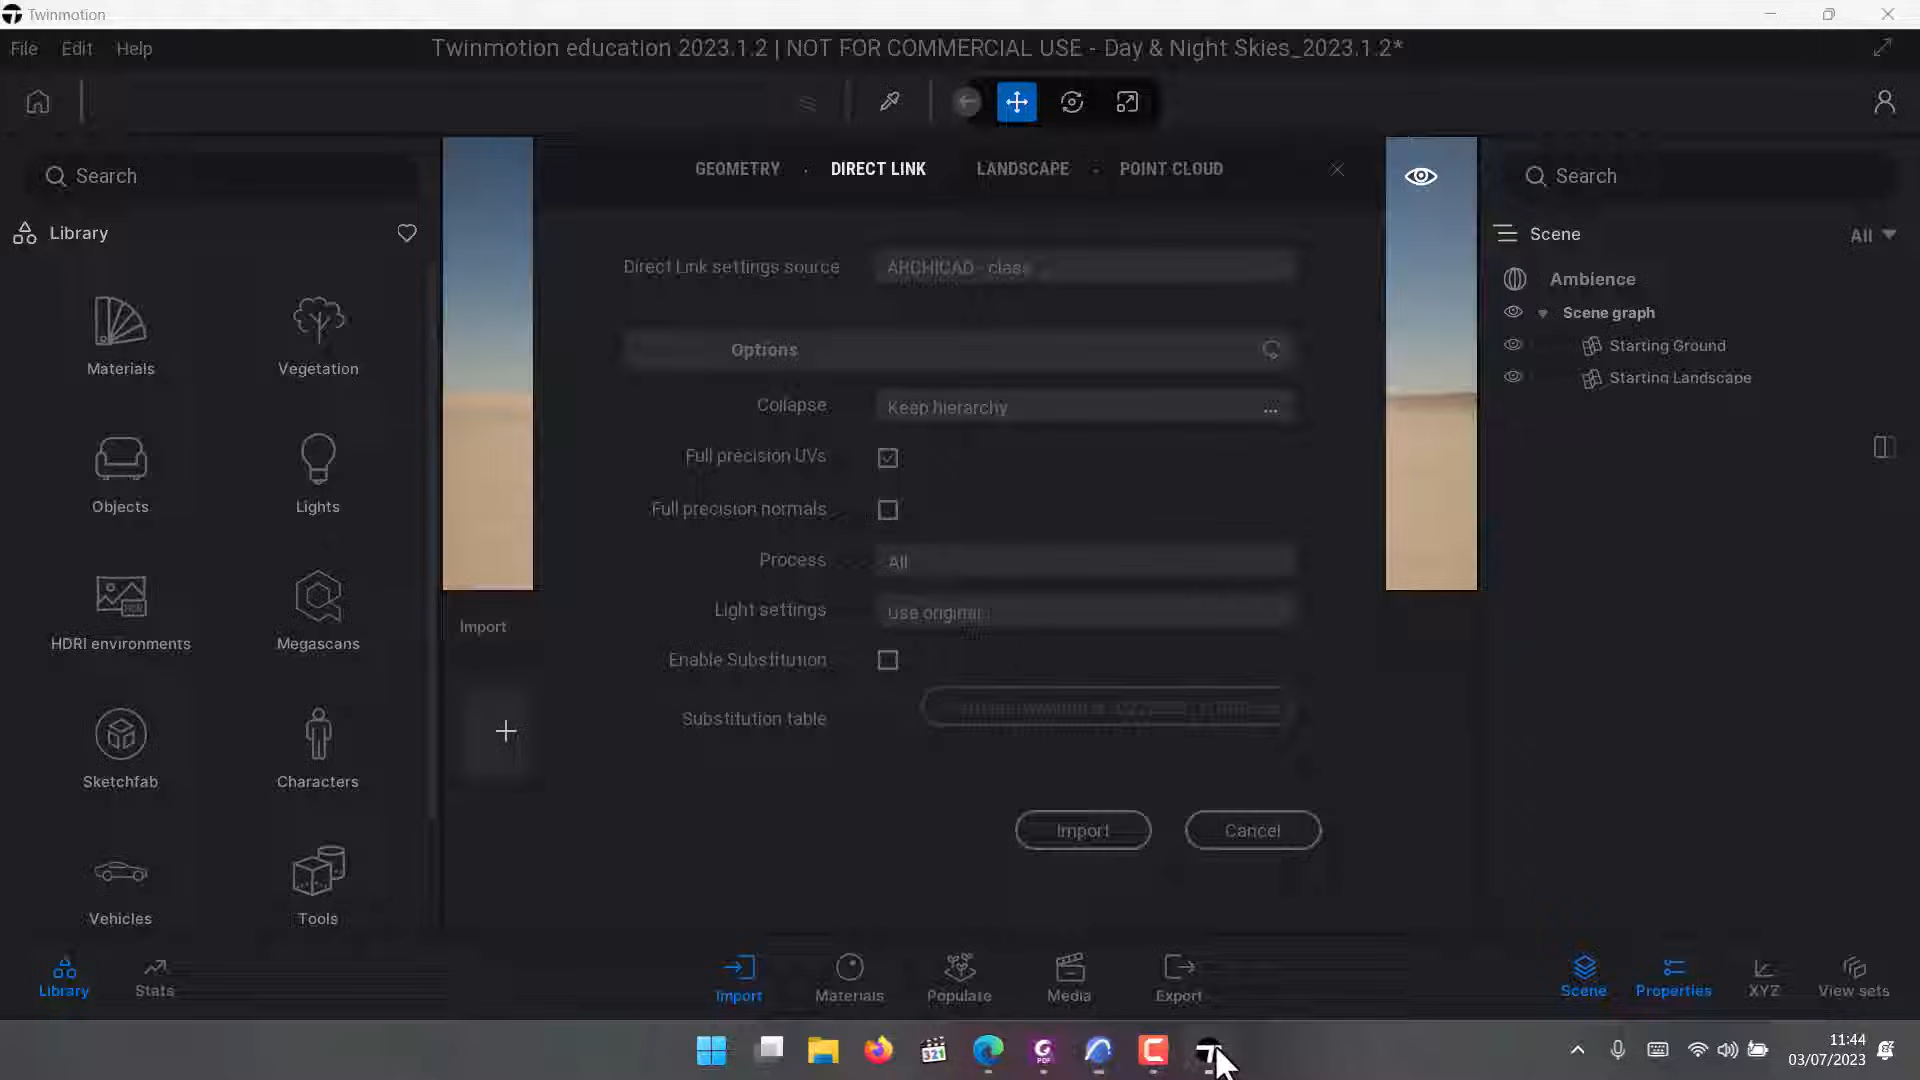 Twinmotion
File Edit Help
Twinmotion education 2023.1.2 | NOT FOR COMMERCIAL USE - Day & Night Skies_2023.1.2*
Search
Library
Materials
Vegetation
Objects
Lights
HDR
HDRI environments
Megascans
Sketchfab
Characters
Vehicles
Tools
GEOMETRY · DIRECT LINK LANDSCAPE · POINT CLOUD
Direct Link settings source ARCHICAD - class
Options
Collapse Keep hierarchy ...
Full precision UVs
Full precision normals
Process All
Light settings Use original
Enable Substitution
Substitution table
Import Cancel
Import
Search
Scene All
Ambience
Scene graph
Starting Ground
Starting Landscape
Library Stats
Import Materials Populate Media Export
Scene Properties XYZ View sets
321
PDF
11:44
03/07/2023